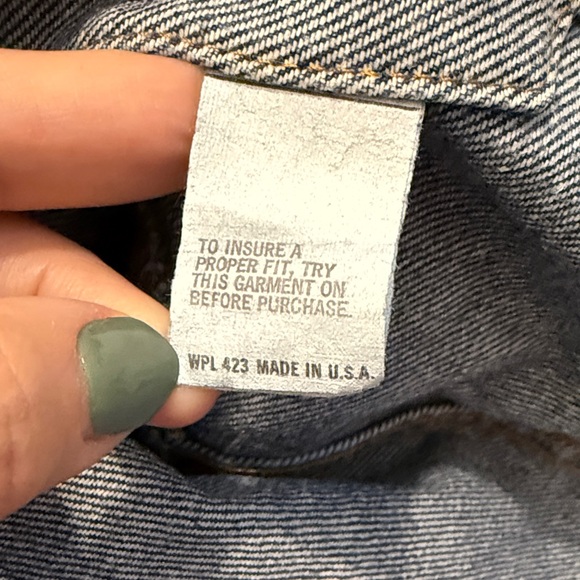 TO INSURE A
PROPER FIT, TRY
THIS GARMENT ON
BEFORE PURCHASE.
WPL 423 MADE IN U.S.A.